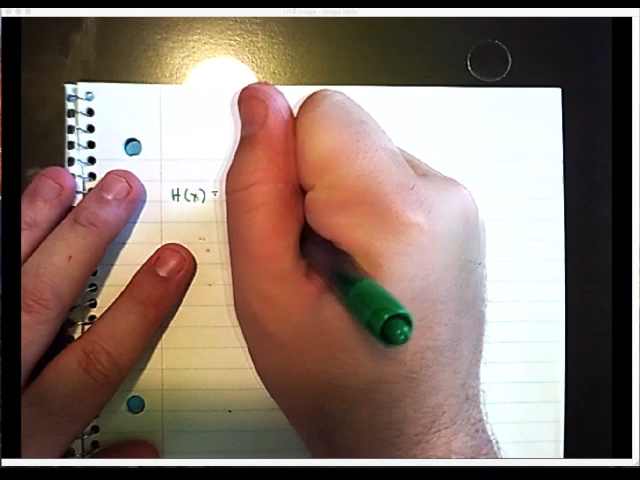 H(x) =